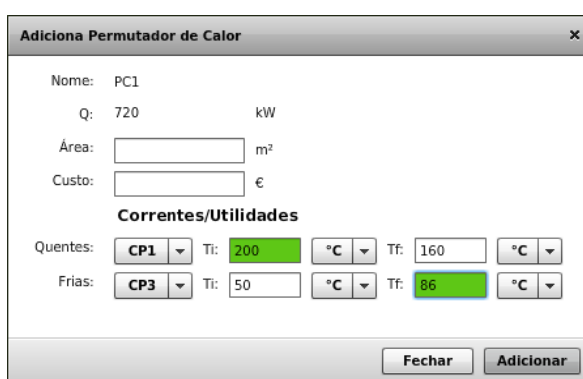 Adiciona Permutador de Calor ×
Nome: PC1
Q: 720 kW
Área: m²
Custo: €
Correntes/Utilidades
Quentes: CP1 Ti: 200 °C Tf: 160 °C
Frias: CP3 Ti: 50 °C Tf: 86 °C
Fechar Adicionar